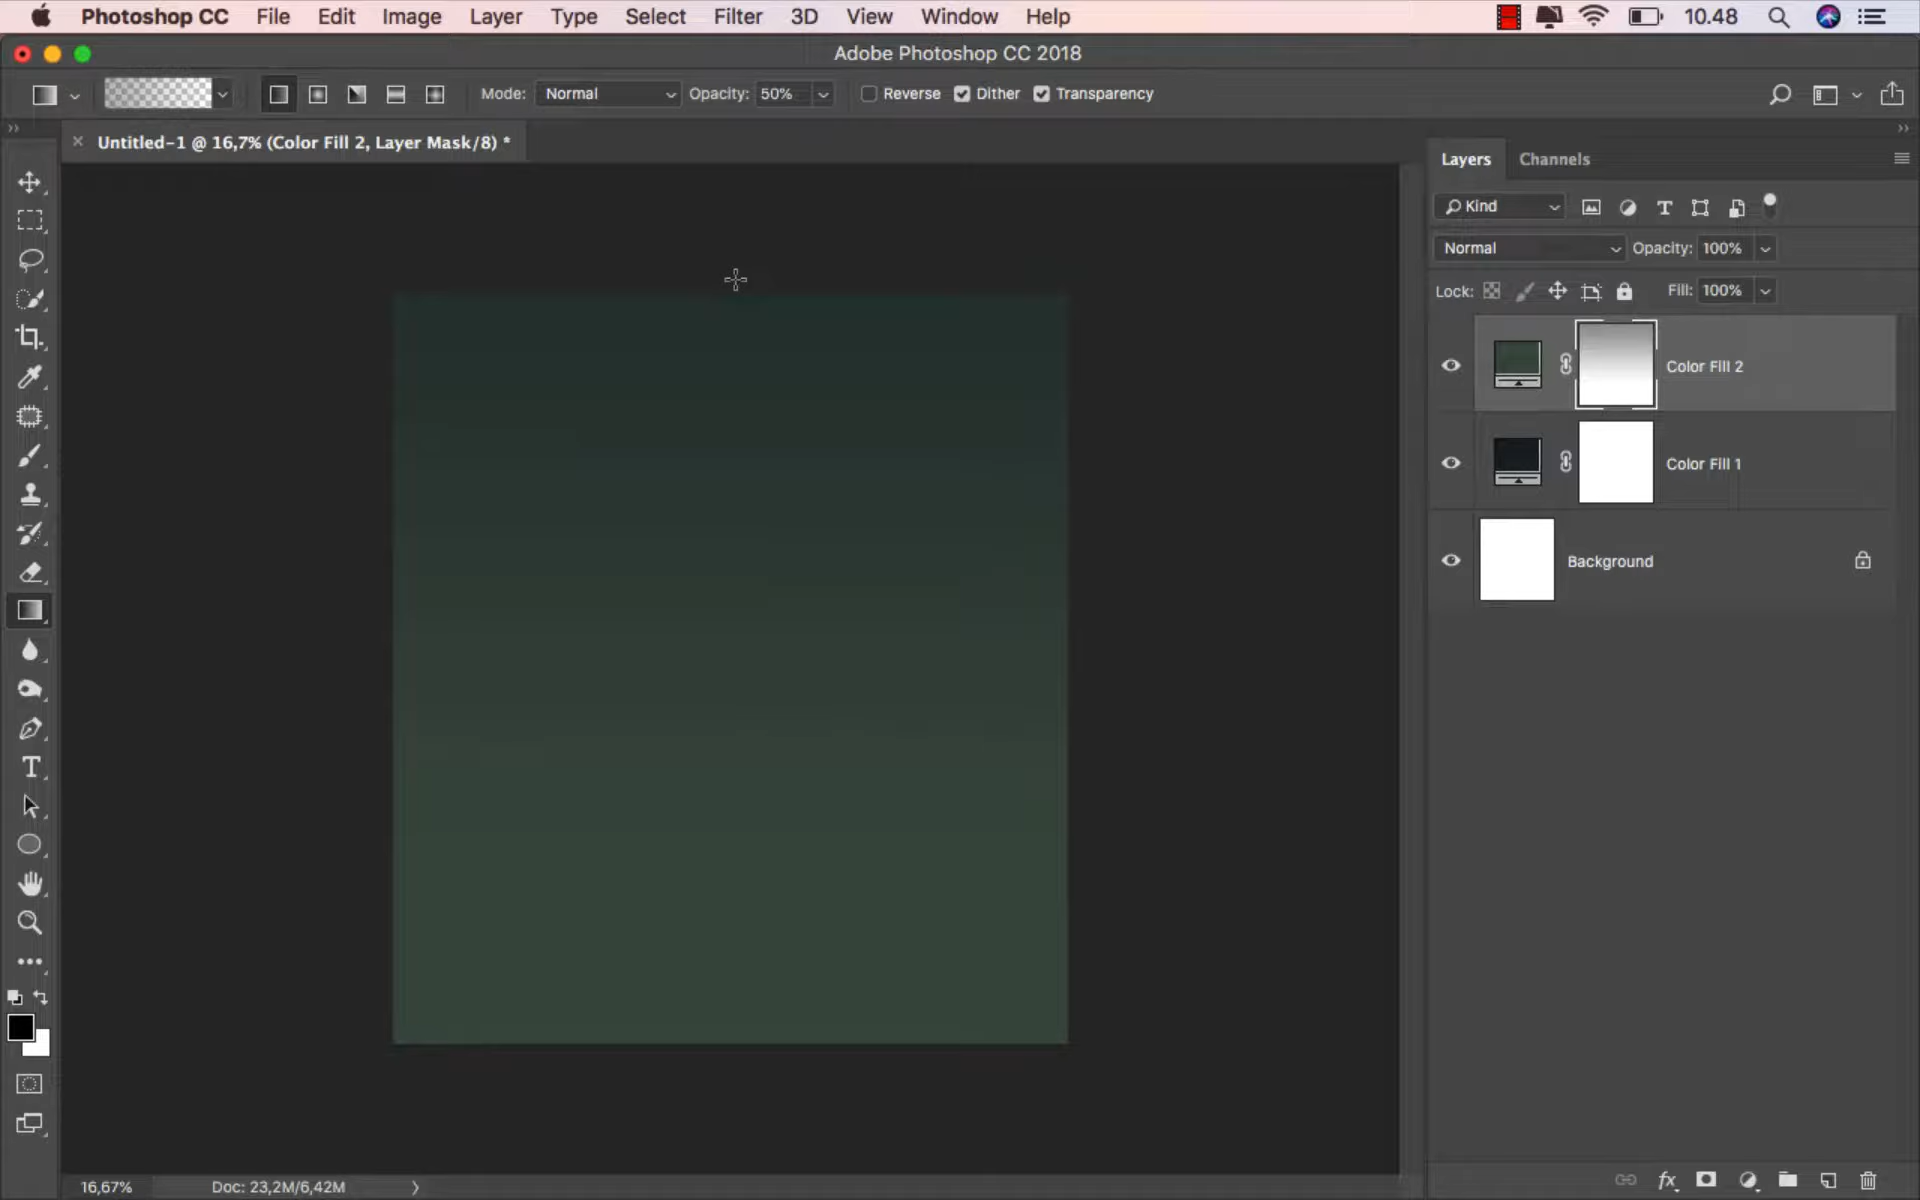 Photoshop CC File Edit Image Layer Type Select Filter 3D View Window Help 10.48
Adobe Photoshop CC 2018
Mode: Normal Opacity: 50% Reverse Dither Transparency
Untitled-1 @ 16,7% (Color Fill 2, Layer Mask/8) *
Layers Channels
Kind
Normal Opacity: 100%
Lock: Fill: 100%
Color Fill 2
Color Fill 1
Background
16,67% Doc: 23,2M/6,42M